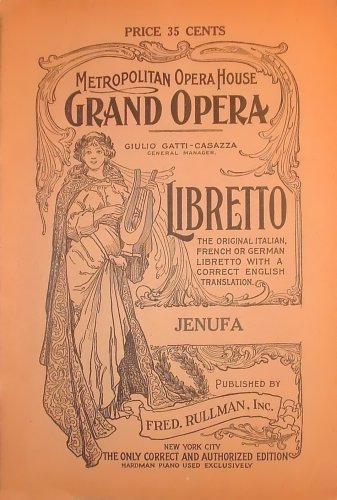 PRICE 35 CENTS
METROPOLITAN OPERA HOUSE
GRAND OPERA
GIULIO GATTI-CASAZZA
GENERAL MANAGER.
LIBRETTO
THE ORIGINAL ITALIAN,
FRENCH OR GERMAN
LIBRETTO WITH A
CORRECT ENGLISH
TRANSLATION.
JENUFA
PUBLISHED BY
FRED. RULLMAN, INC.
NEW YORK CITY
THE ONLY CORRECT AND AUTHORIZED EDITION
HARDMAN PIANO USED EXCLUSIVELY